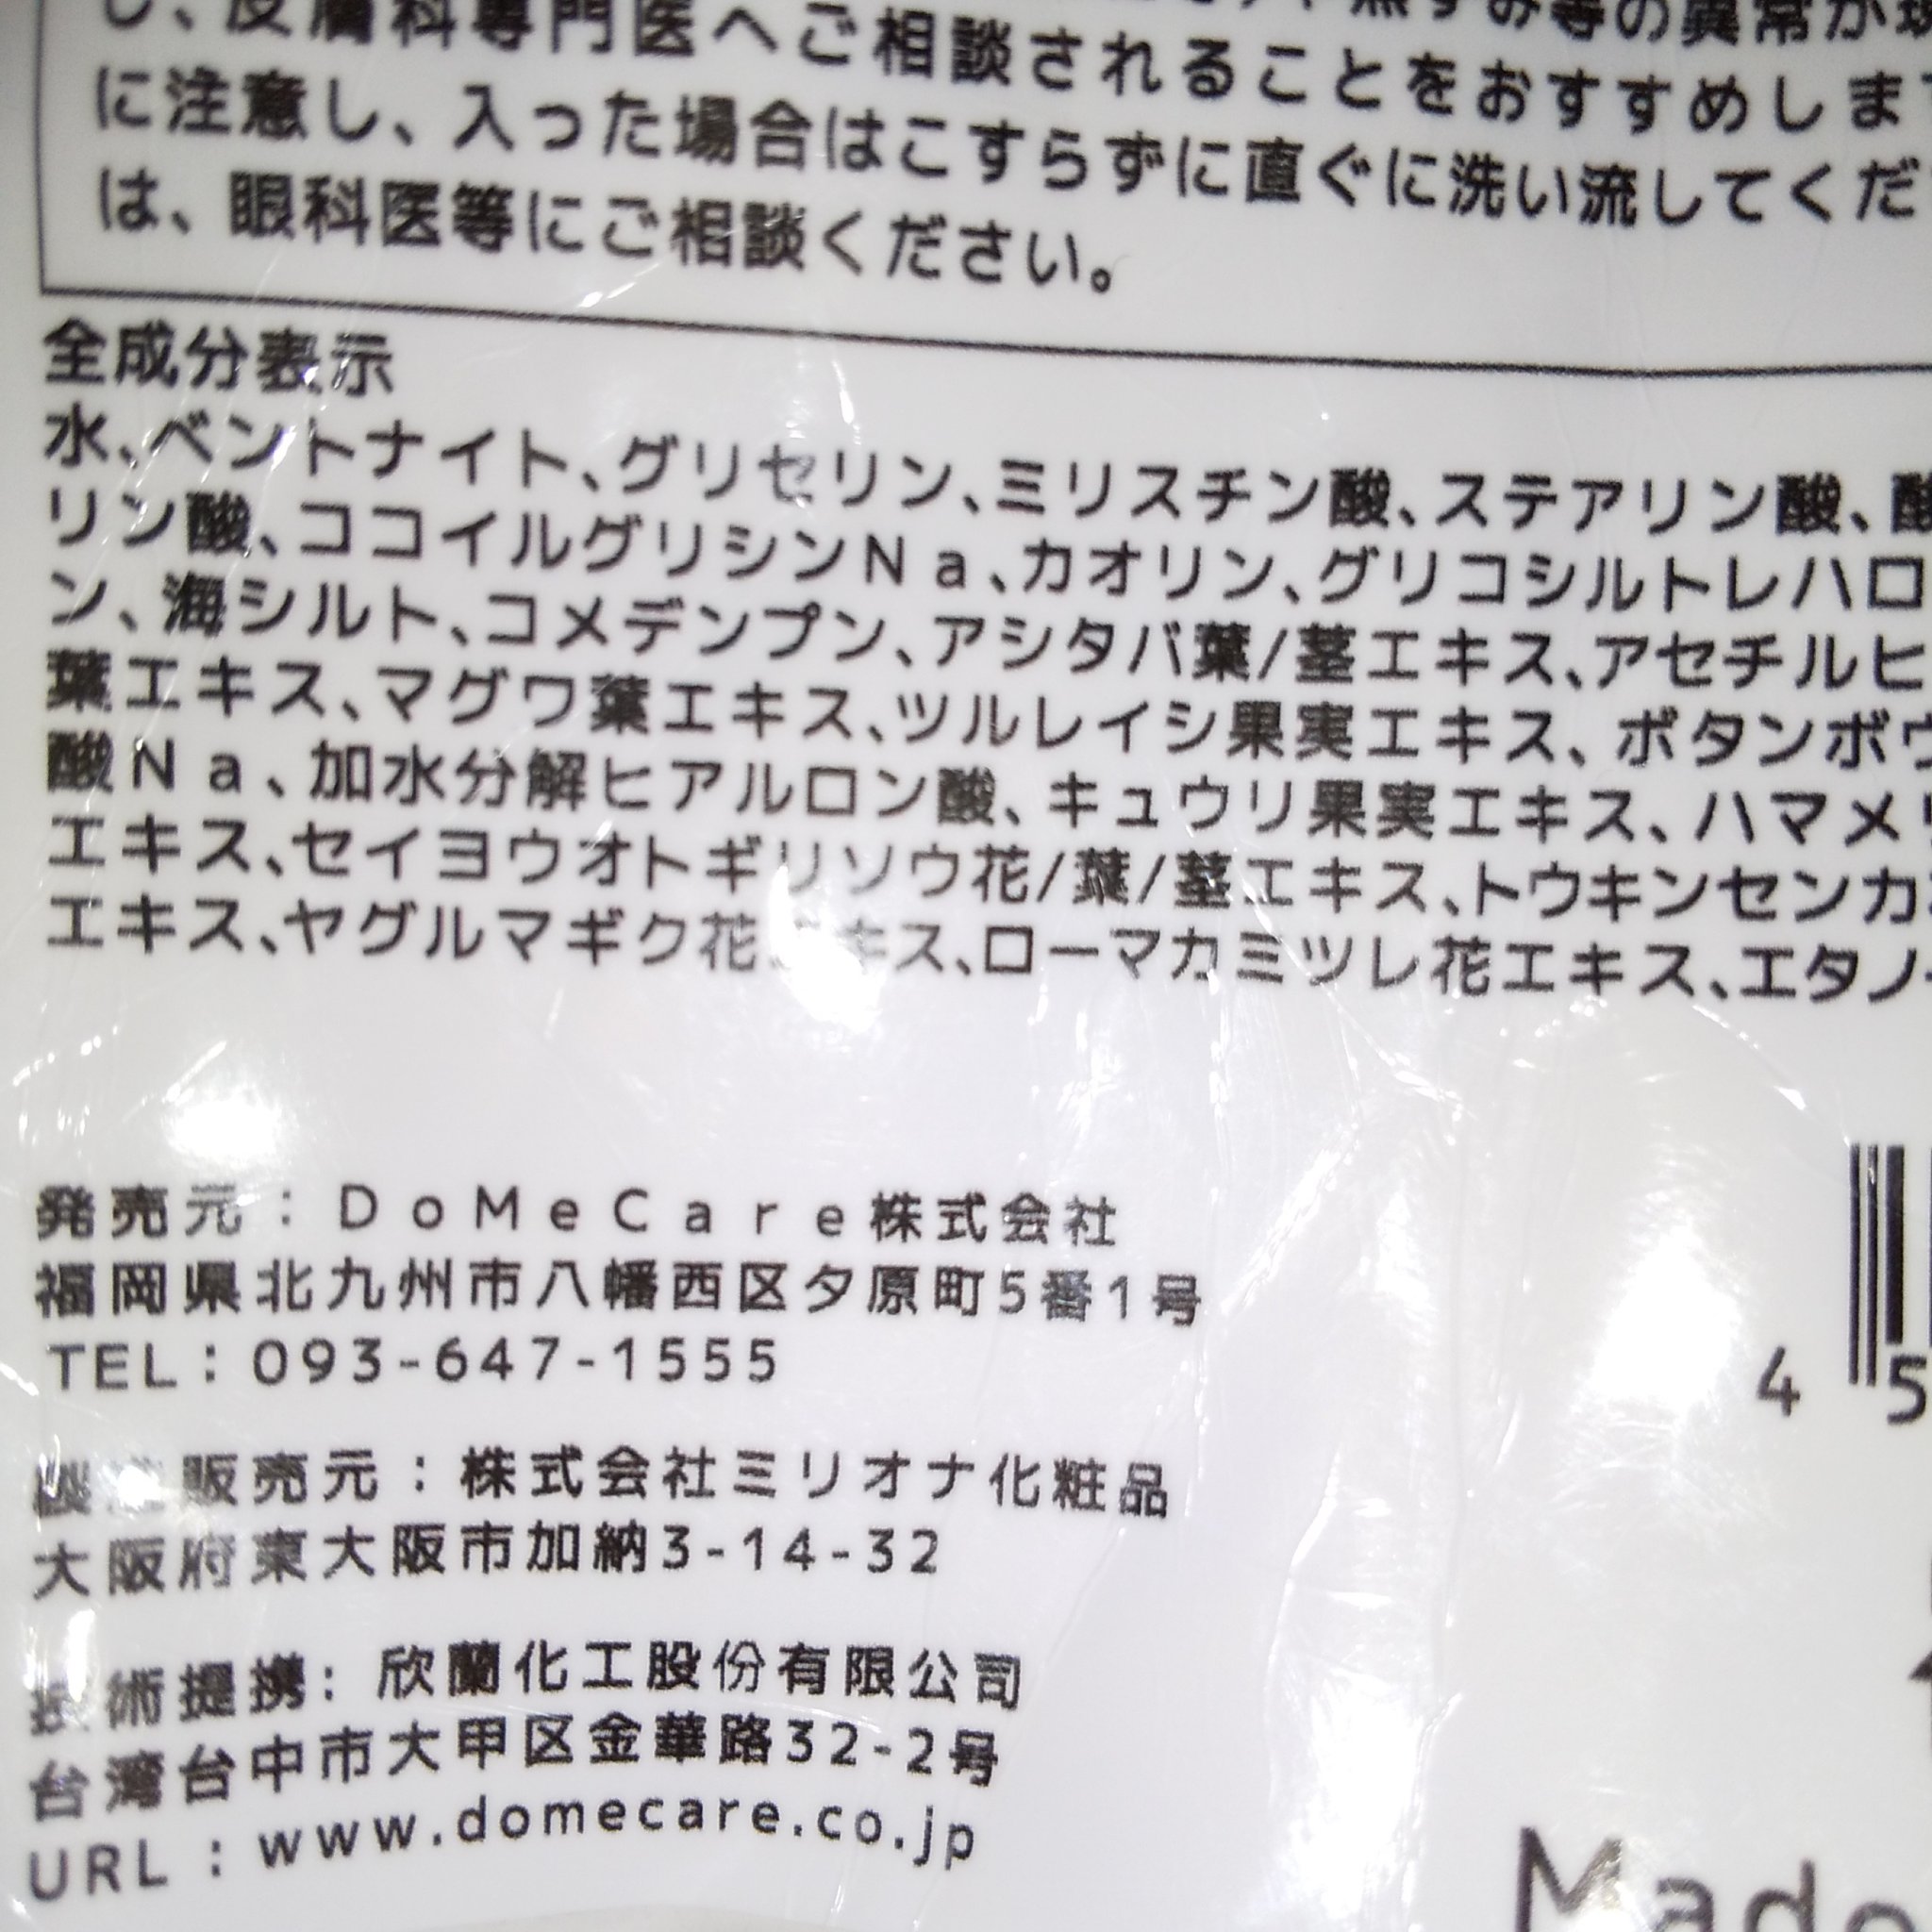 し、皮膚科専門医へご相談されることをおすすめしま
に注意し、入った場合はこすらずに直ぐに洗い流してくだ
は、眼科医等にご相談ください。
全成分表示
水、ベントナイト、グリセリン、ミリスチン酸、ステアリン酸、酸
リン酸、ココイルグリシンNa、カオリン、グリコシルトレハロ
ン、海シルト、コメデンプン、アシタバ葉/茎エキス、アセチルヒ
葉エキス、マグワ葉エキス、ツルレイシ果実エキス、ボタンボウ
酸Na、加水分解ヒアルロン酸、キュウリ果実エキス、ハマメリ
エキス、セイヨウオトギリソウ花/葉/茎エキス、トウキンセンカ
エキス、ヤグルマギク花エキス、ローマカミツレ花エキス、エタノ
発売元：DoMeCare株式会社
福岡県北九州市八幡西区夕原町5番1号
TEL：093-647-1555
販売元：株式会社ミリオナ化粧品
大阪府東大阪市加納3-14-32
技術提携：欣蘭化工股份有限公司
台湾台中市大甲区金華路32-2号
URL：www.domecare.co.jp
4 5
Made